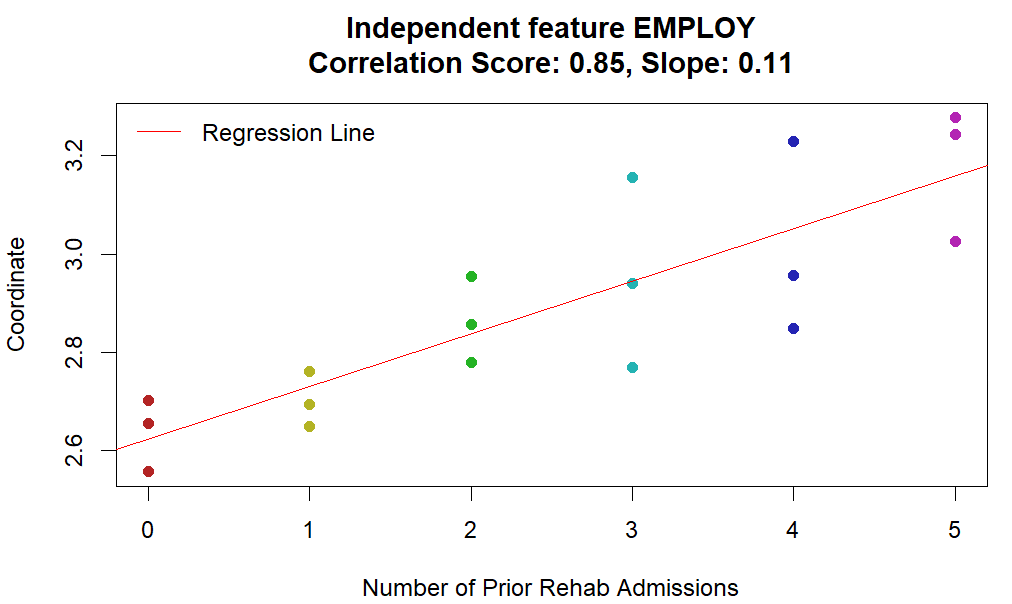 Independent feature EMPLOY
Correlation Score: 0.85, Slope: 0.11
Regression Line
Coordinate
3.2
3.0
2.8
2.6
0 1 2 3 4 5
Number of Prior Rehab Admissions